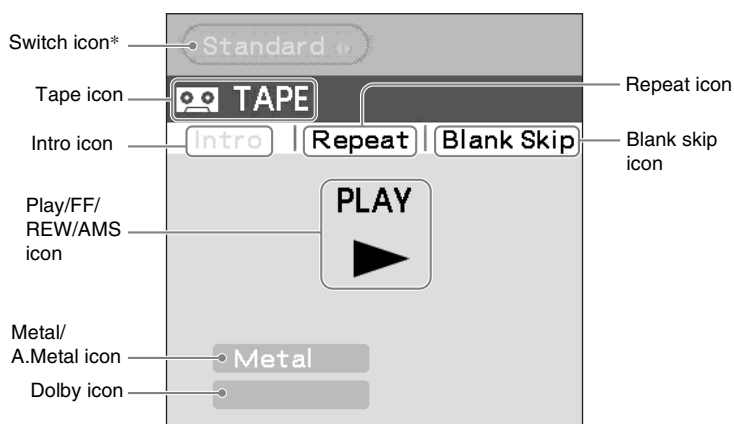 Switch icon*
Standard
Tape icon
TAPE
Repeat icon
Intro icon
Intro
Repeat
Blank Skip
Blank skip
icon
Play/FF/
REW/AMS
icon
PLAY
Metal/
A.Metal icon
Metal
Dolby icon